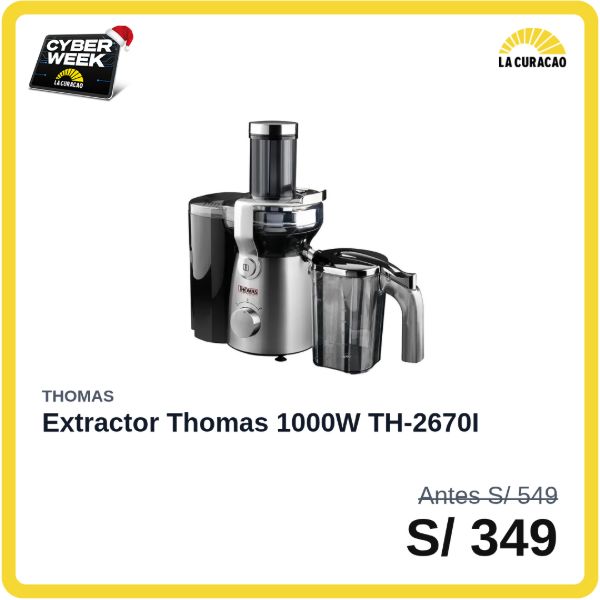 CYBER
WEEK
LA CURACAO
LA CURACAO
THOMAS
THOMAS
Extractor Thomas 1000W TH-2670I
Antes S/ 549
S/ 349